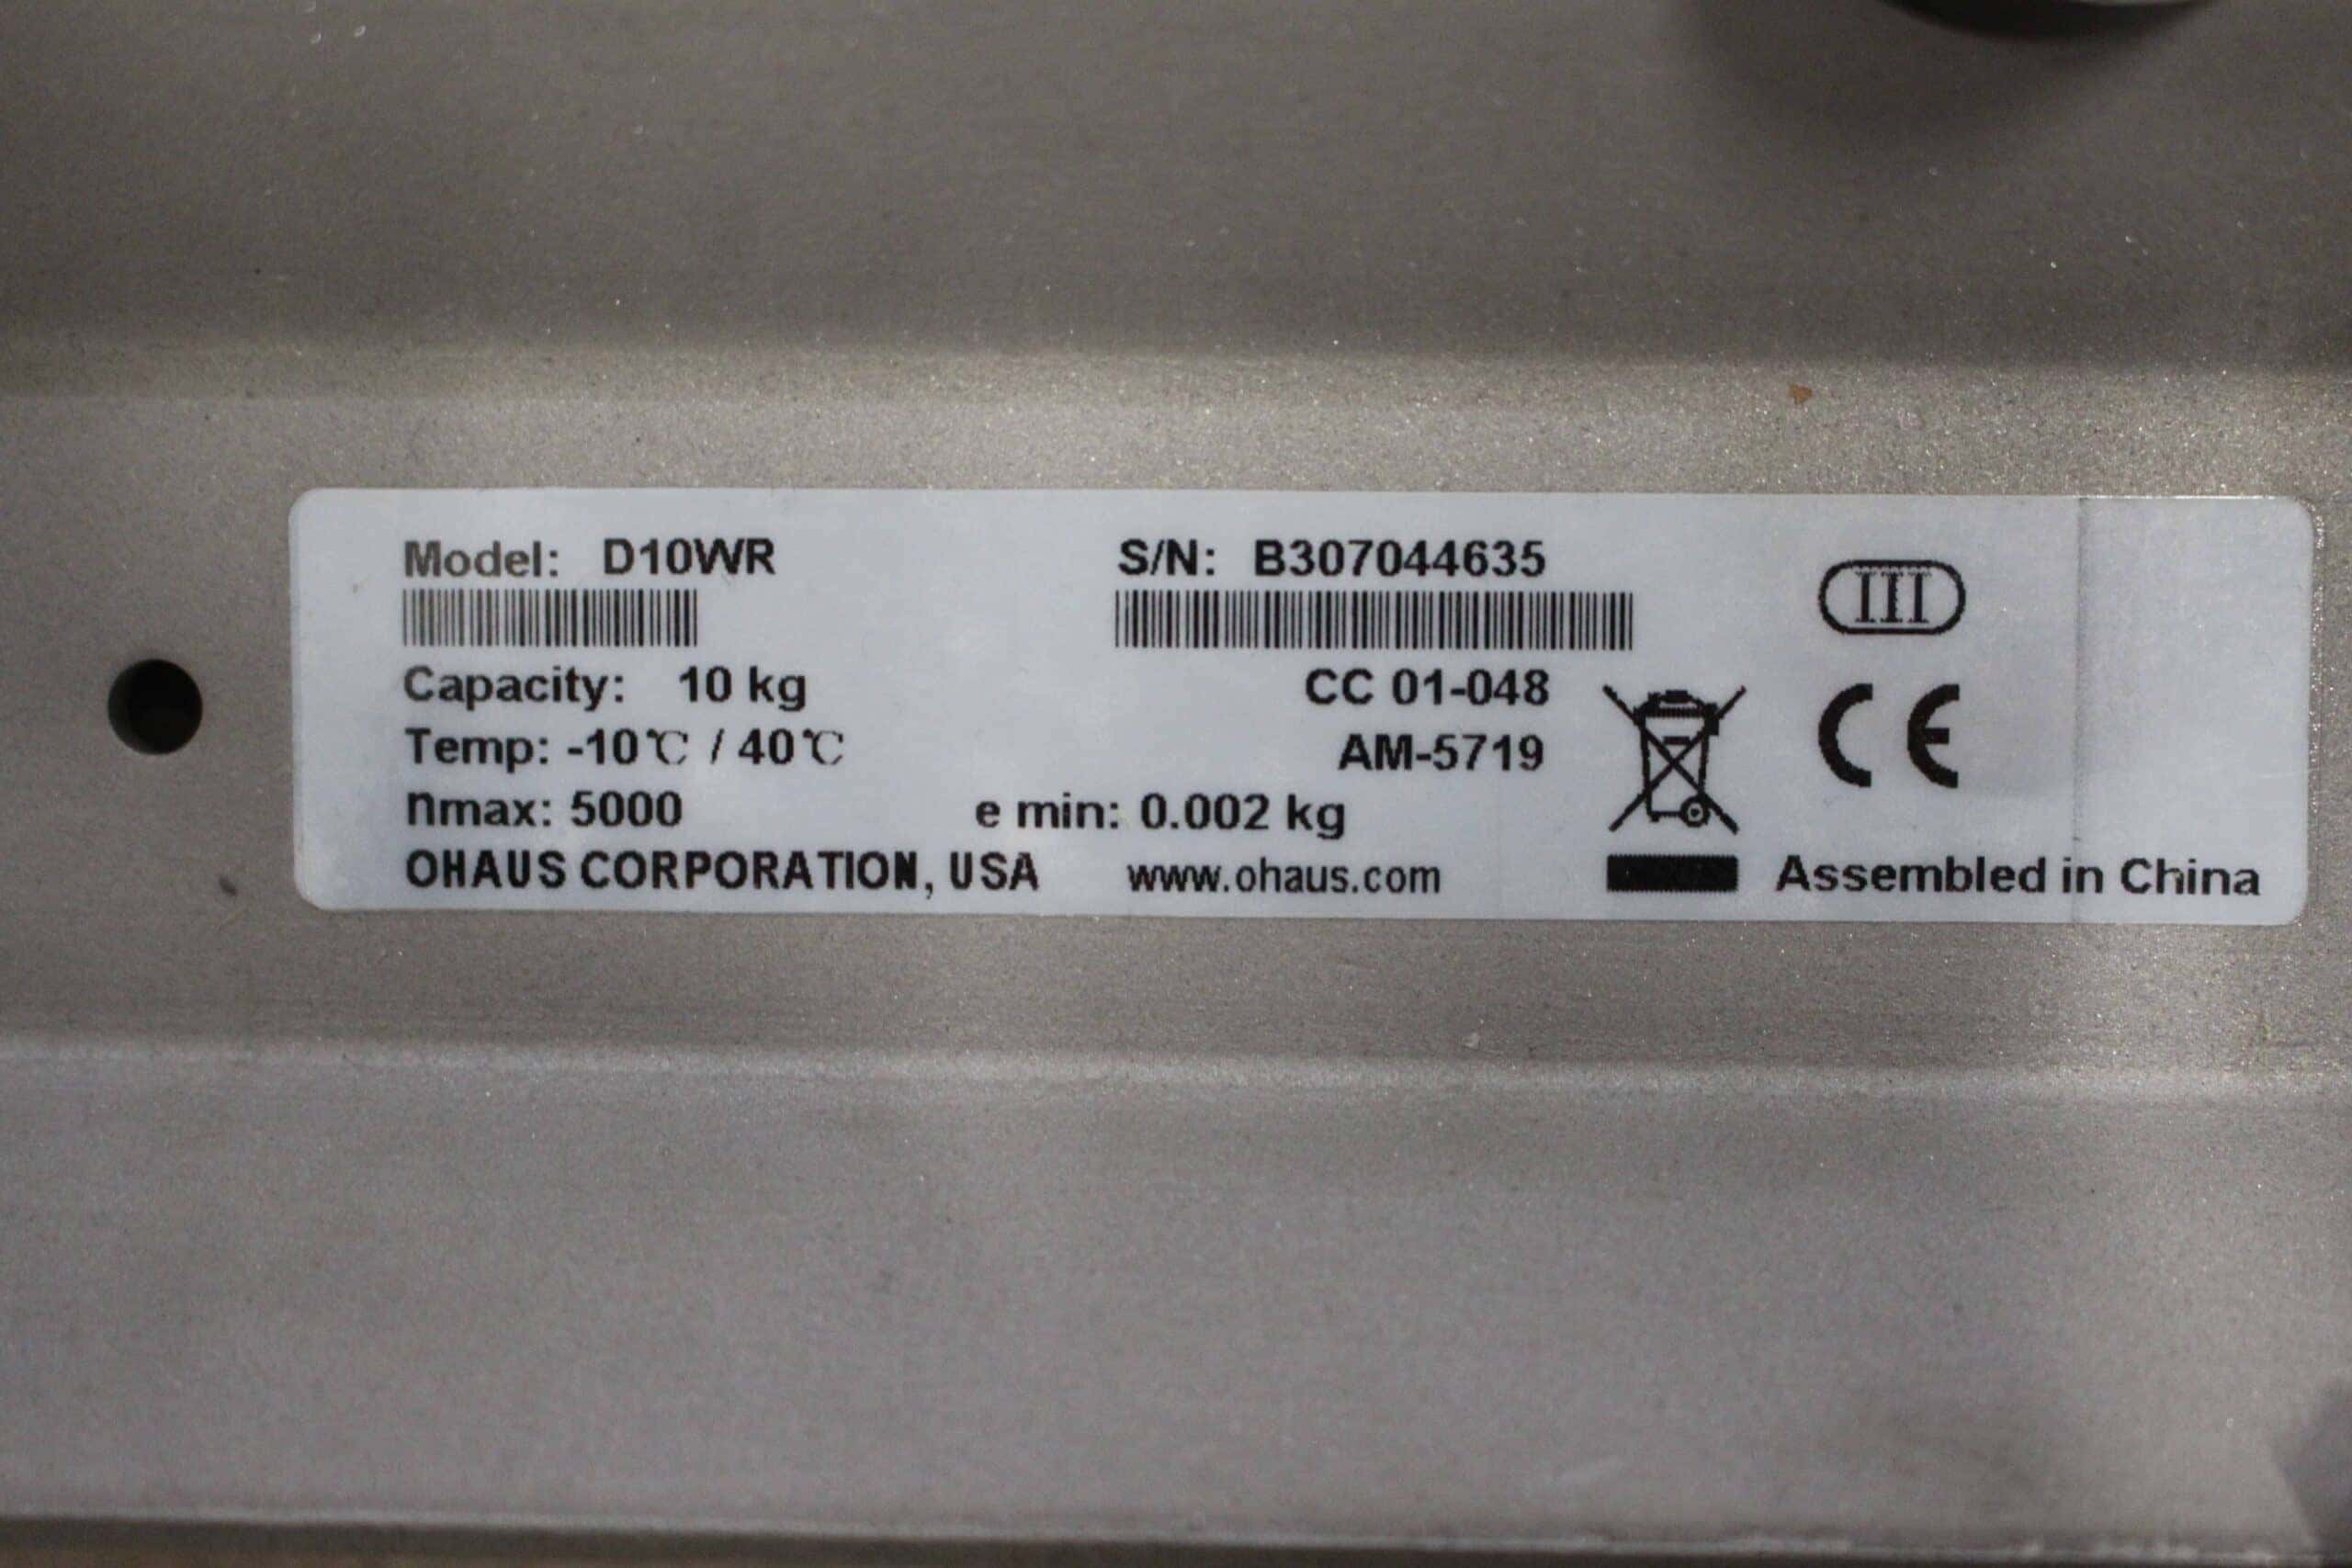 Model: D10WR S/N: B307044635
III
Capacity: 10 kg CC 01-048
Temp: -10℃ / 40℃ AM-5719
CE
nmax: 5000 e min: 0.002 kg
OHAUS CORPORATION, USA www.ohaus.com Assembled in China